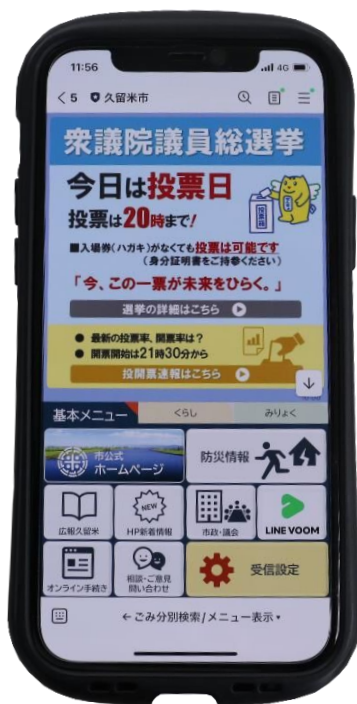 11:56
4G
5 久留米市
衆議院議員総選挙
今日は投票日
投票は20時まで!
投票箱
■入場券(ハガキ)がなくても投票は可能です
(身分証明書をご持参ください)
「今、この一票が未来をひらく。」
選挙の詳細はこちら
● 最新の投票率、開票率は?
● 開票開始は21時30分から
投開票速報はこちら
基本メニュー
くらし
みりょく
市公式
ホームページ
防災情報
広報久留米
NEW
HP新着情報
市政・議会
LINE VOOM
オンライン手続き
相談・ご意見
問い合わせ
受信設定
←ごみ分別検索/メニュー表示▾